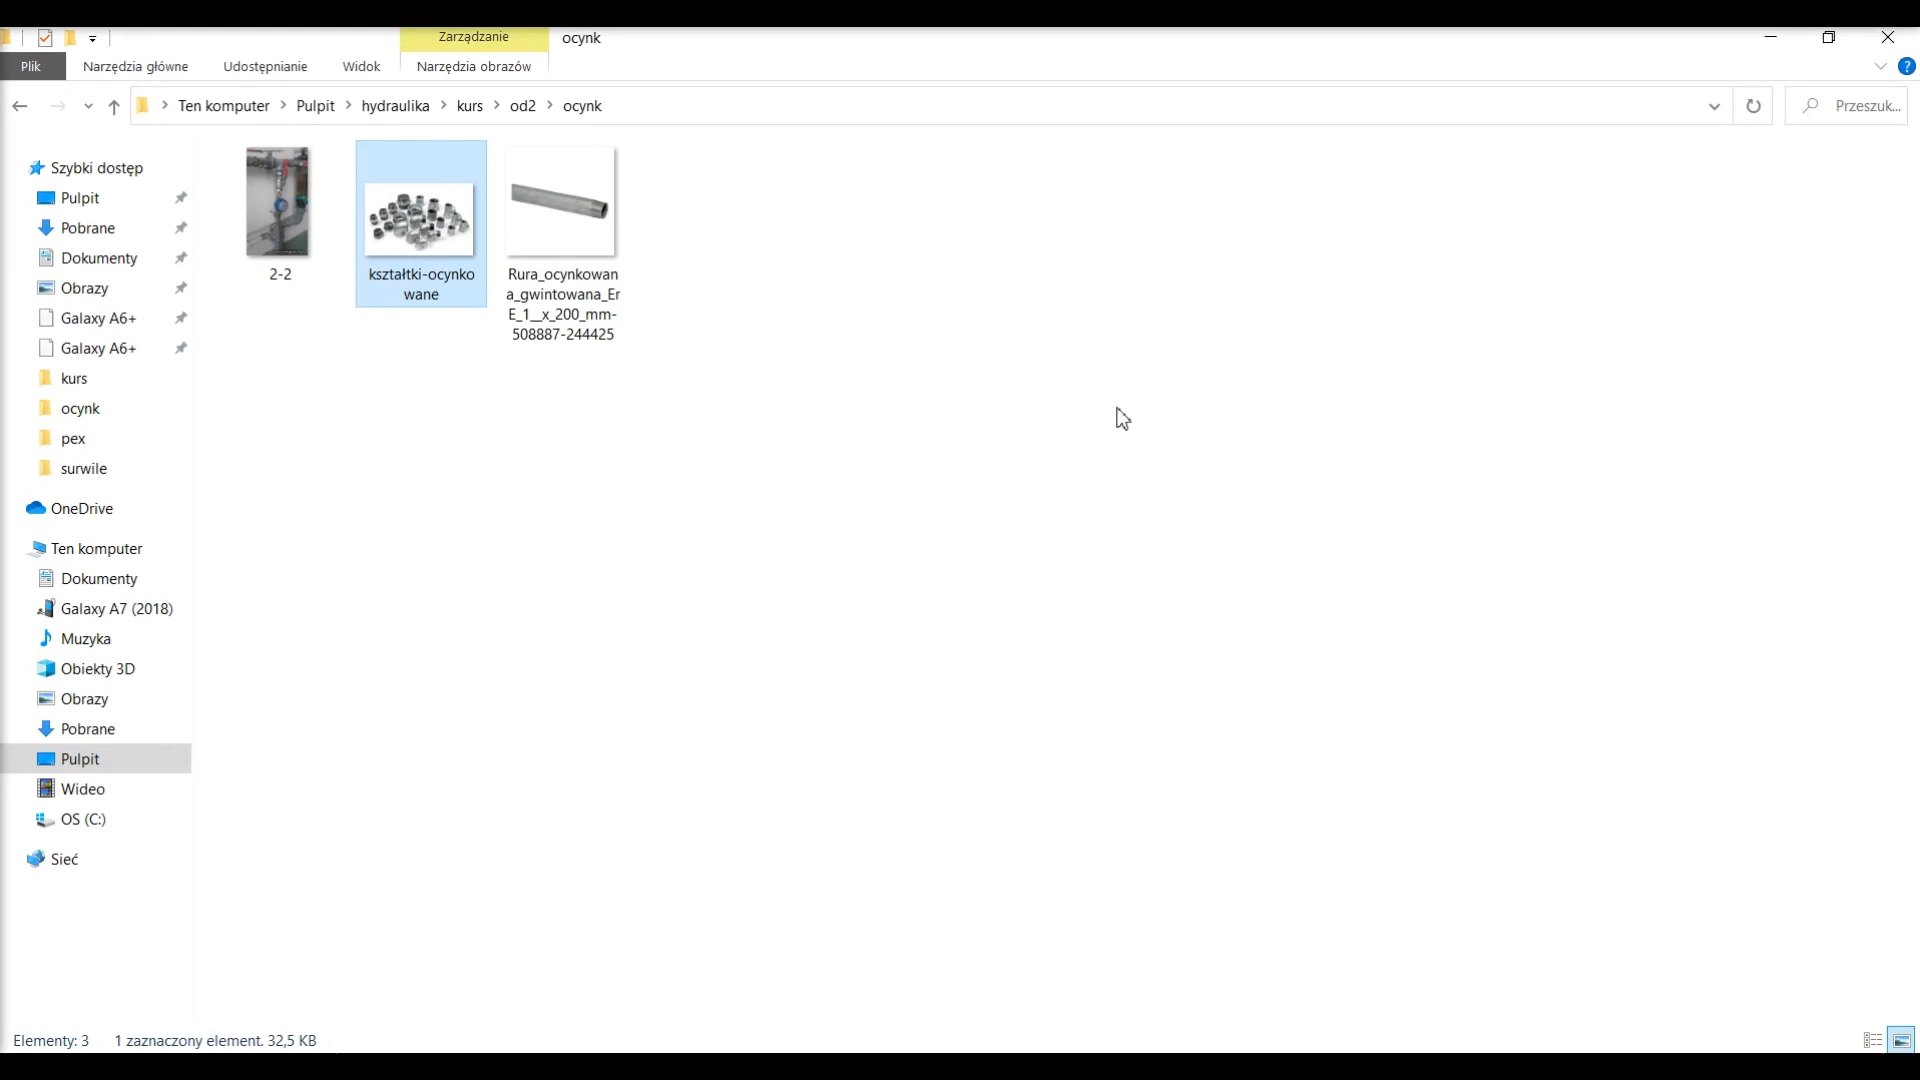 Zarządzanie
ocynk
Plik
Narzędzia główne
Udostępnianie
Widok
Narzędzia obrazów
?
Ten komputer
Pulpit
hydraulika
kurs
od2
ocynk
Przeszuk...
Szybki dostęp
Pulpit
Pobrane
Dokumenty
Obrazy
Galaxy A6+
Galaxy A6+
kurs
ocynk
pex
surwile
OneDrive
Ten komputer
Dokumenty
Galaxy A7 (2018)
Muzyka
Obiekty 3D
Obrazy
Pobrane
Pulpit
Wideo
OS (C:)
Sieć
2-2
kształtki-ocynko
wane
Rura_ocynkowan
a_gwintowana_Er
E_1__x_200_mm-
508887-244425
Elementy: 3
1 zaznaczony element. 32,5 KB